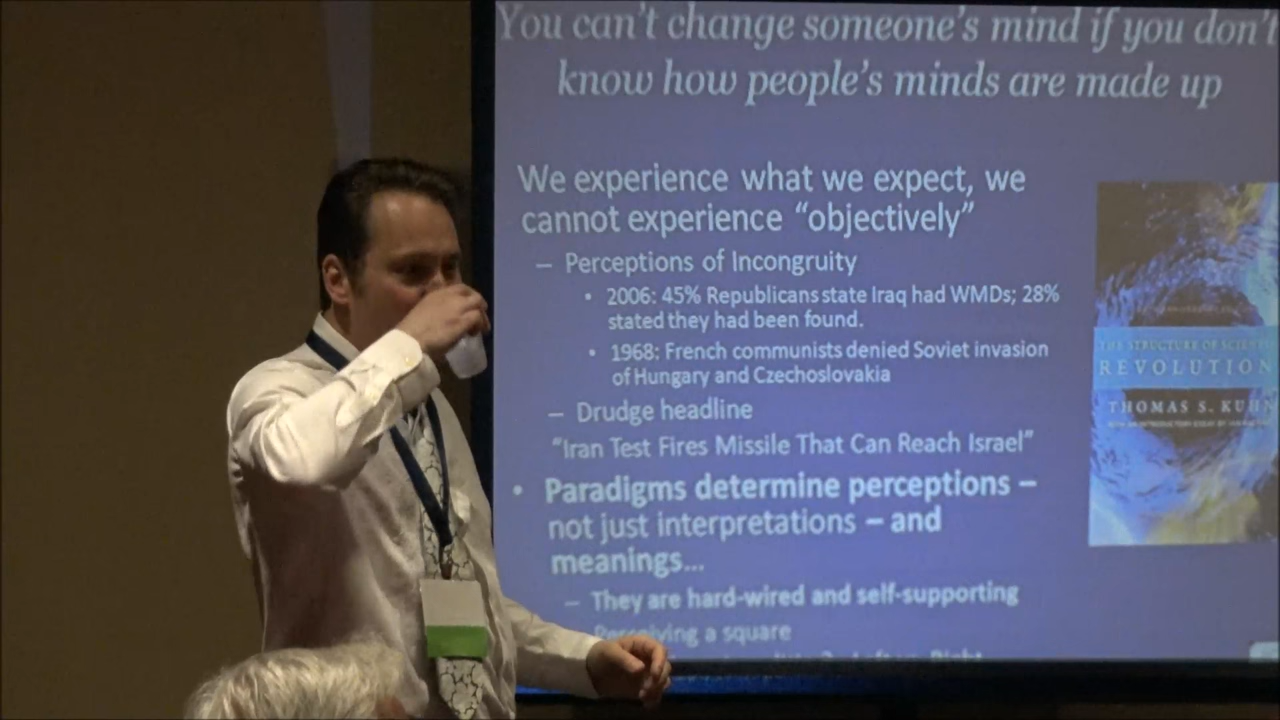 You can't change someone's mind if you don't
know how people's minds are made up
We experience what we expect, we
cannot experience “objectively”
– Perceptions of Incongruity
• 2006: 45% Republicans state Iraq had WMDs; 28%
stated they had been found.
• 1968: French communists denied Soviet invasion
of Hungary and Czechoslovakia
– Drudge headline
“Iran Test Fires Missile That Can Reach Israel”
• Paradigms determine perceptions –
not just interpretations – and
meanings...
– They are hard-wired and self-supporting
Perceiving a square
THE STRUCTURE OF SCIENT
REVOLUTION
THOMAS S. KUHN